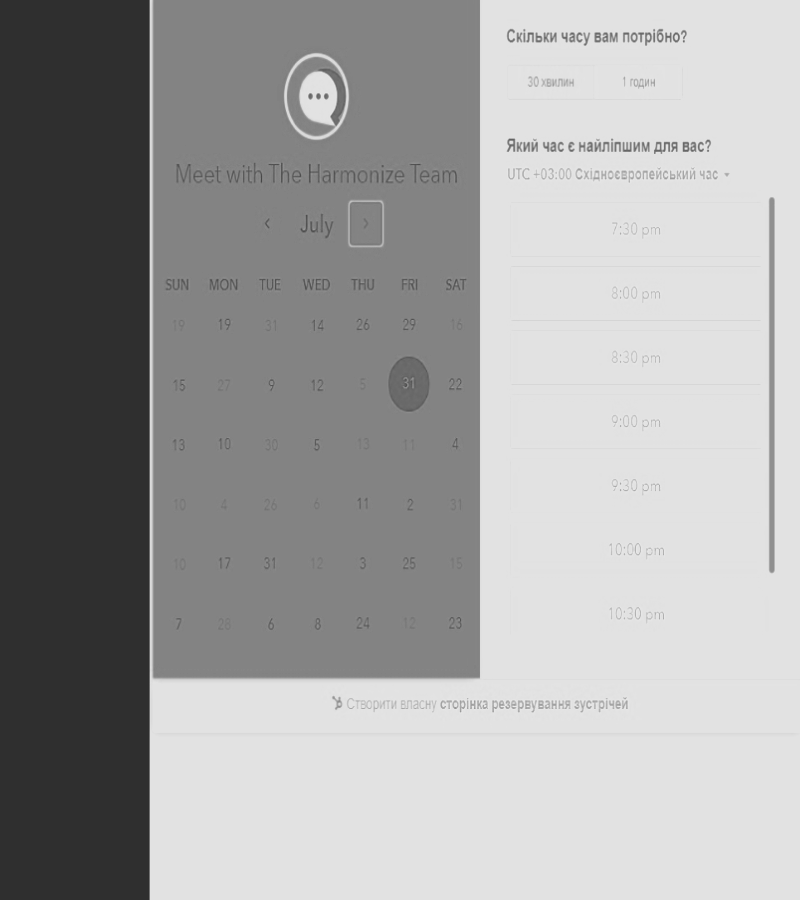 Meet with The Harmonize Team
July
SUN MON TUE WED THU FRI SAT
19 19 31 14 26 29 16
15 27 9 12 5 31 22
13 10 30 5 13 11 4
10 4 26 6 11 2 31
10 17 31 12 3 25 15
7 28 6 8 24 12 23
Скільки часу вам потрібно?
30 хвилин 1 годин
Який час є найліпшим для вас?
UTC +03:00 Східноєвропейський час
7:30 pm
8:00 pm
8:30 pm
9:00 pm
9:30 pm
10:00 pm
10:30 pm
Створити власну сторінка резервування зустрічей